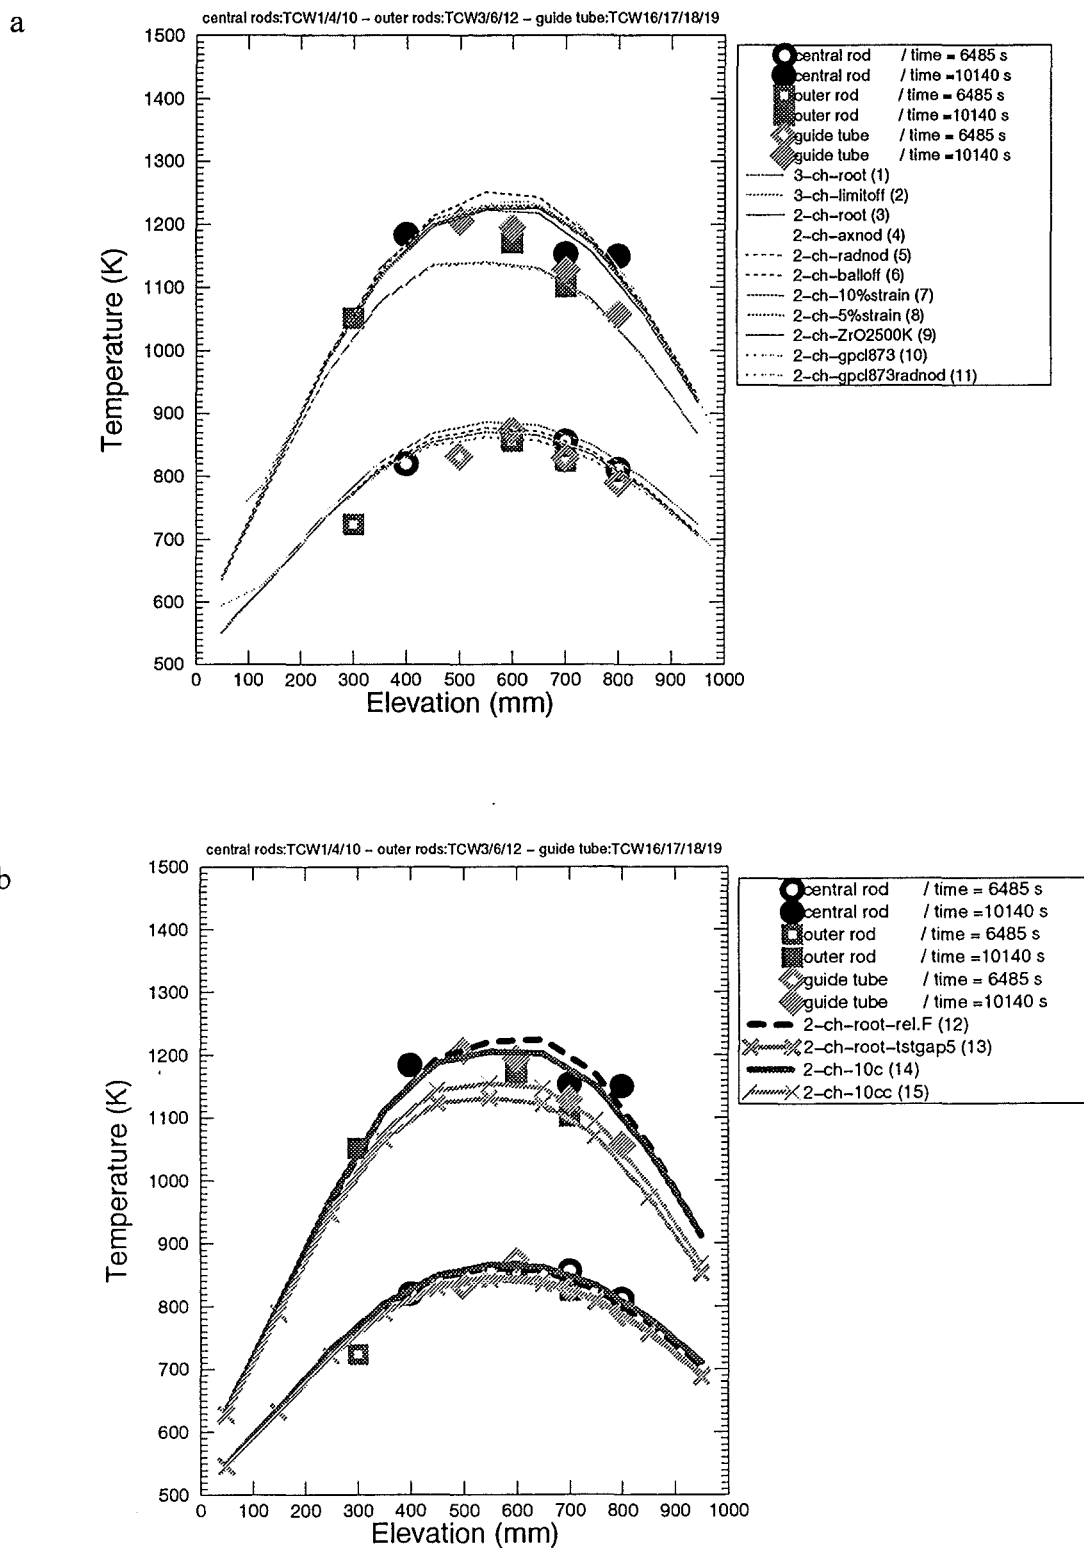 a
central rods:TCW1/4/10 – outer rods:TCW3/6/12 – guide tube:TCW16/17/18/19
1500
1400
1300
1200
1100
1000
900
800
700
600
500
Temperature (K)
0 100 200 300 400 500 600 700 800 900 1000
Elevation (mm)
central rod / time = 6485 s
central rod / time =10140 s
outer rod / time = 6485 s
outer rod / time =10140 s
guide tube / time = 6485 s
guide tube / time =10140 s
3–ch–root (1)
3–ch–limitoff (2)
2–ch–root (3)
2–ch–axnod (4)
2–ch–radnod (5)
2–ch–balloff (6)
2–ch–10%strain (7)
2–ch–5%strain (8)
2–ch–ZrO2500K (9)
2–ch–gpcl873 (10)
2–ch–gpcl873radnod (11)
b
central rods:TCW1/4/10 – outer rods:TCW3/6/12 – guide tube:TCW16/17/18/19
1500
1400
1300
1200
1100
1000
900
800
700
600
500
Temperature (K)
0 100 200 300 400 500 600 700 800 900 1000
Elevation (mm)
central rod / time = 6485 s
central rod / time =10140 s
outer rod / time = 6485 s
outer rod / time =10140 s
guide tube / time = 6485 s
guide tube / time =10140 s
2–ch–root–rel.F (12)
2–ch–root–tstgap5 (13)
2–ch–10c (14)
2–ch–10cc (15)